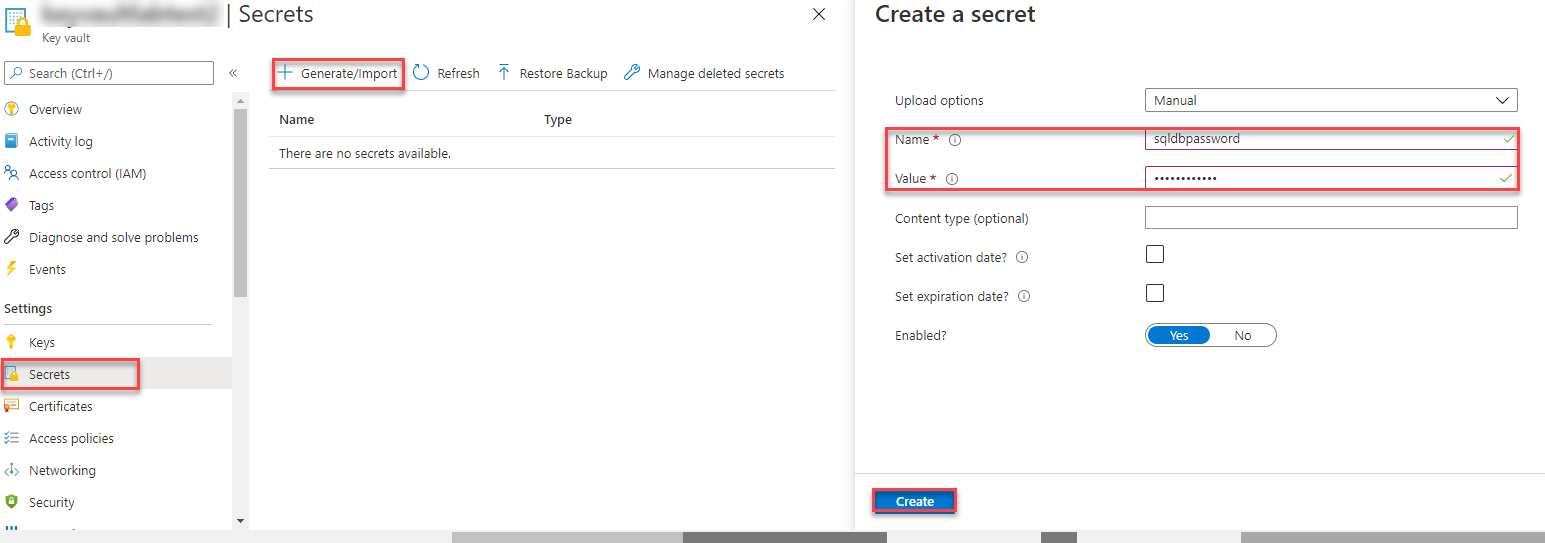 | Secrets
Key vault
Search (Ctrl+/)
«
Overview
Activity log
Access control (IAM)
Tags
Diagnose and solve problems
Events
Settings
Keys
Secrets
Certificates
Access policies
Networking
Security
Generate/Import
Refresh
Restore Backup
Manage deleted secrets
Name Type
There are no secrets available.
Create a secret
Upload options Manual
Name * sqldbpassword
Value * ••••••••••••
Content type (optional)
Set activation date?
Set expiration date?
Enabled? Yes No
Create